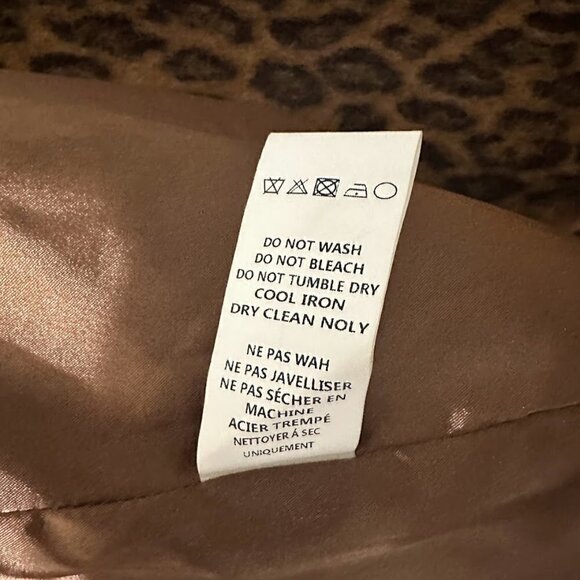 DO NOT WASH
DO NOT BLEACH
DO NOT TUMBLE DRY
COOL IRON
DRY CLEAN NOLY
NE PAS WAH
NE PAS JAVELLISER
NE PAS SÉCHER EN
MACHINE
ACIER TREMPÉ
NETTOYER Á SEC
UNIQUEMENT